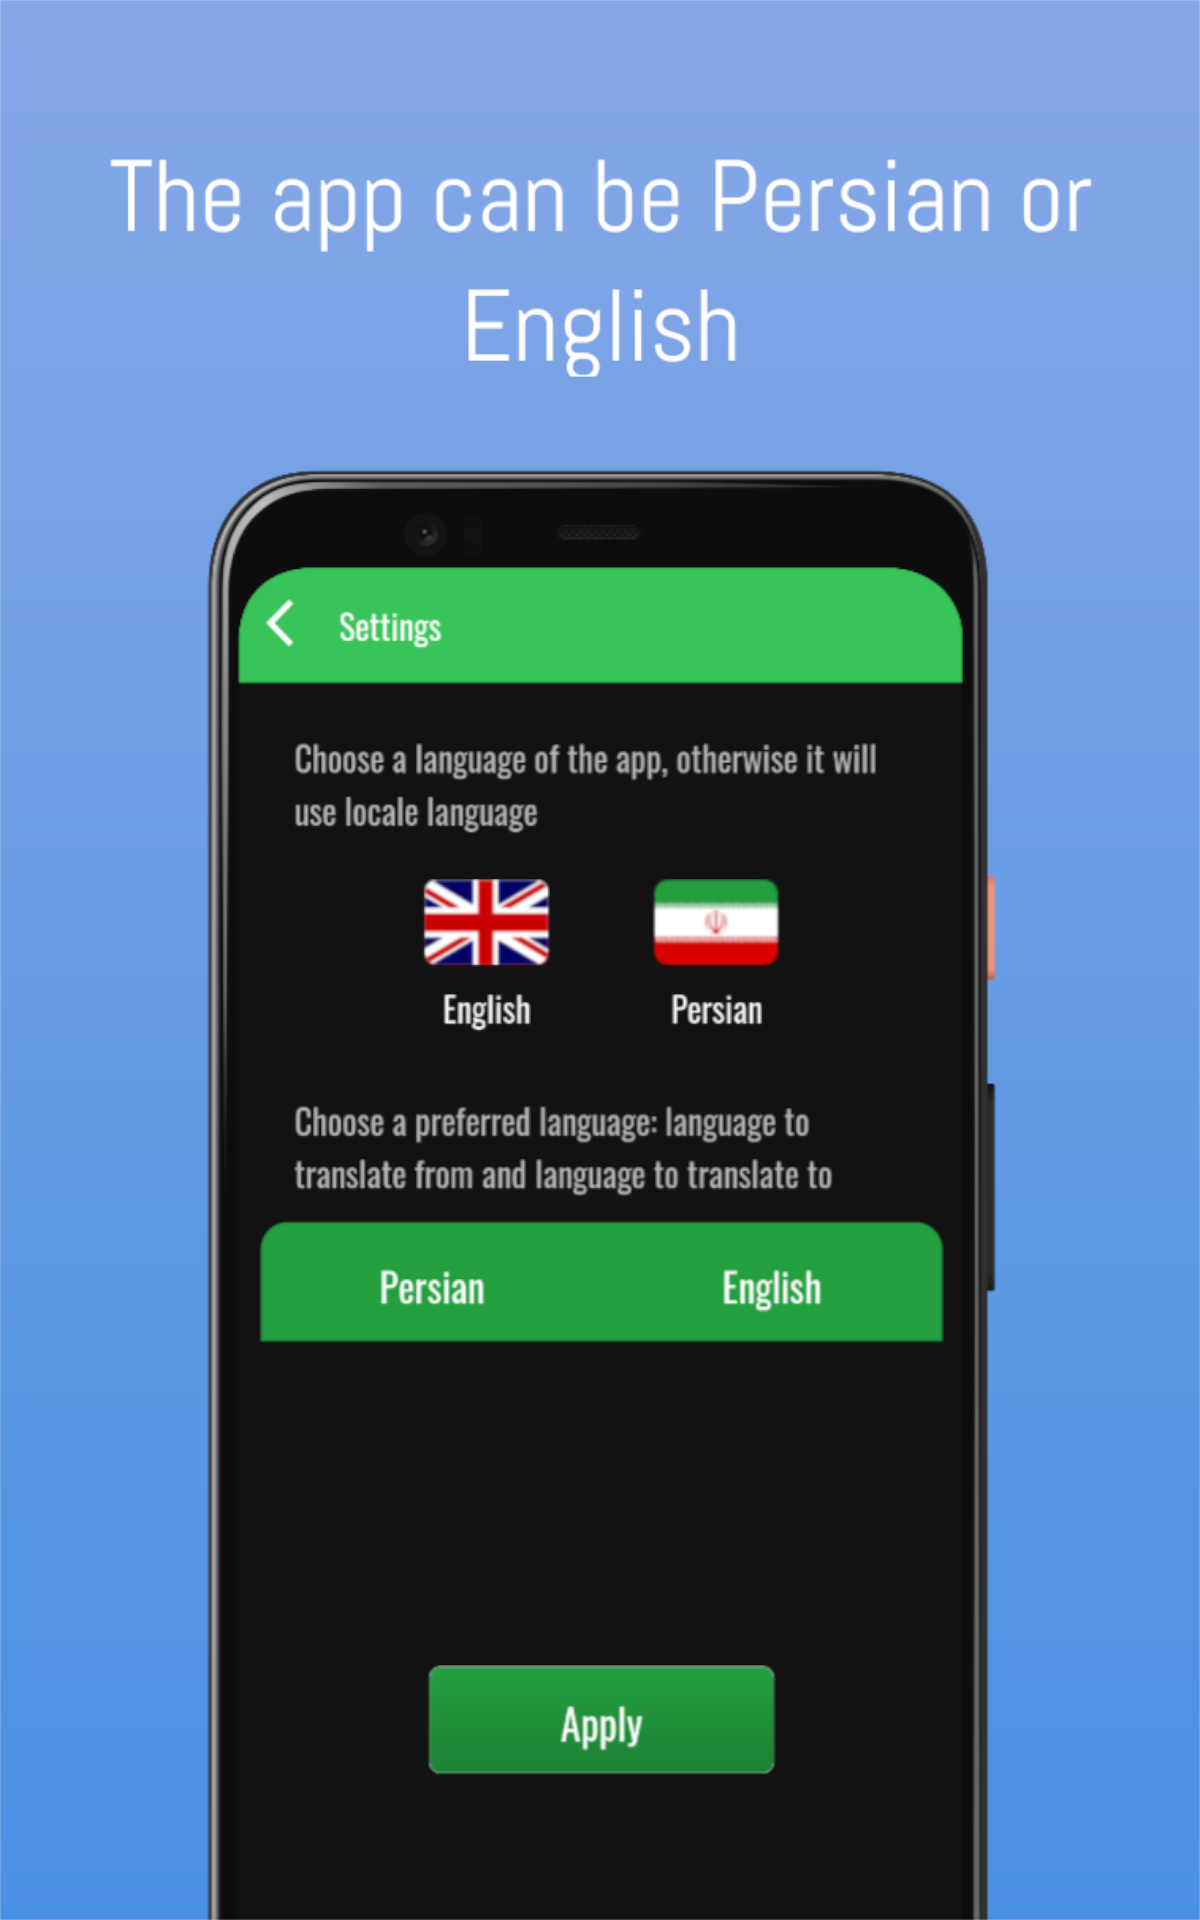 The app can be Persian or
English
Settings
Choose a language of the app, otherwise it will
use locale language
English
Persian
Choose a preferred language: language to
translate from and language to translate to
Persian
English
Apply